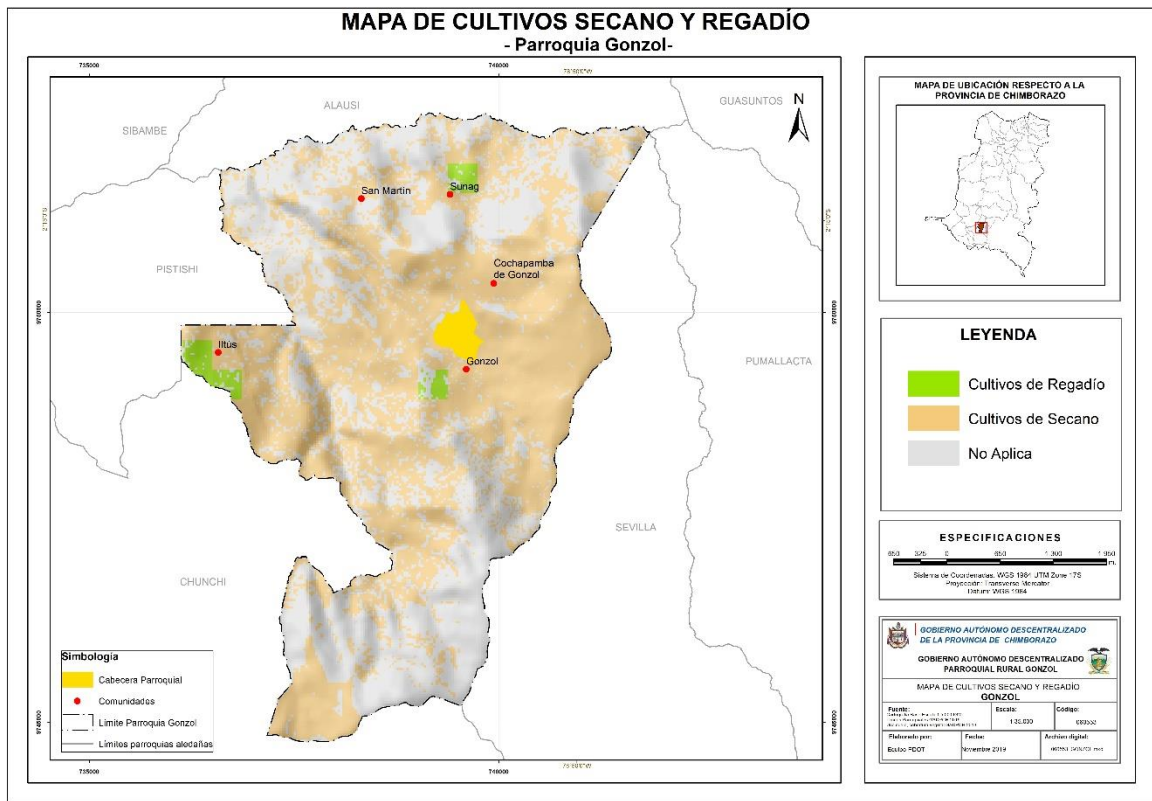 MAPA DE CULTIVOS SECANO Y REGADÍO
- Parroquia Gonzol-
735000
740000
78°50'0"W
ALAUSI
GUASUNTOS
SIBAMBE
N
San Martin
Sunag
PISTISHI
Cochapamba
de Gonzol
Iltus
Gonzol
PUMALLACTA
SEVILLA
CHUNCHI
Simbología
Cabecera Parroquial
Comunidades
Límite Parroquia Gonzol
Límites parroquias aledañas
735000
740000
MAPA DE UBICACIÓN RESPECTO A LA
PROVINCIA DE CHIMBORAZO
LEYENDA
Cultivos de Regadío
Cultivos de Secano
No Aplica
ESPECIFICACIONES
650 325 0 650 1.300 1.950
m.
Sistema de Coordenadas: WGS 1984 UTM Zone 17S
Proyección: Transverse Mercator
Datum: WGS 1984
GOBIERNO AUTÓNOMO DESCENTRALIZADO
DE LA PROVINCIA DE CHIMBORAZO
GOBIERNO AUTÓNOMO DESCENTRALIZADO
PARROQUIAL RURAL GONZOL
MAPA DE CULTIVOS SECANO Y REGADÍO
GONZOL
Fuente:
Escala:
Código:
Elaborado por:
Fecha:
Archivo digital:
Equipo PDOT
Noviembre 2019